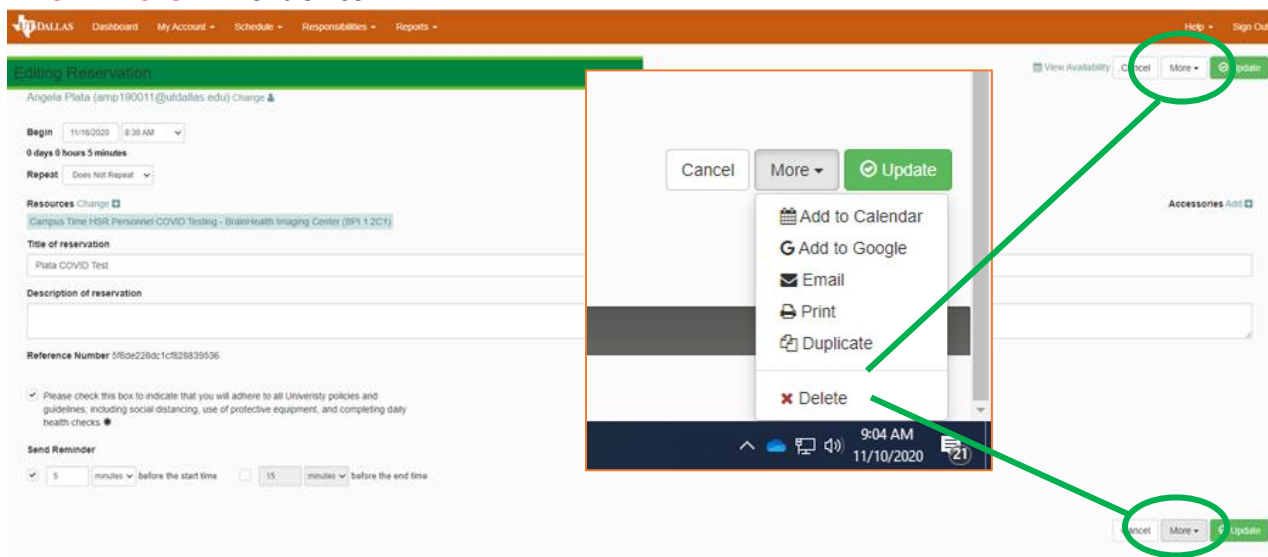 UTDALLAS Dashboard My Account Schedule Responsibilities Reports Help Sign Out
Editing Reservation
View Availability Cancel More Update
Angela Plata (amp190011@utdallas.edu) Change
Begin 11/16/2020 8:30 AM
0 days 0 hours 5 minutes
Repeat Does Not Repeat
Resources Change
Accessories Add
Campus Time HSR Personnel COVID Testing - BrainHealth Imaging Center (BPI 1.2C1)
Title of reservation
Plata COVID Test
Description of reservation
Reference Number
Please check this box to indicate that you will adhere to all Univeristy policies and
guidelines; including social distancing, use of protective equipment, and completing daily
health checks
Send Reminder
5 minutes before the start time 15 minutes before the end time
Cancel More Update
Add to Calendar
G Add to Google
Email
Print
Duplicate
Delete
9:04 AM
11/10/2020
21
Cancel More Update